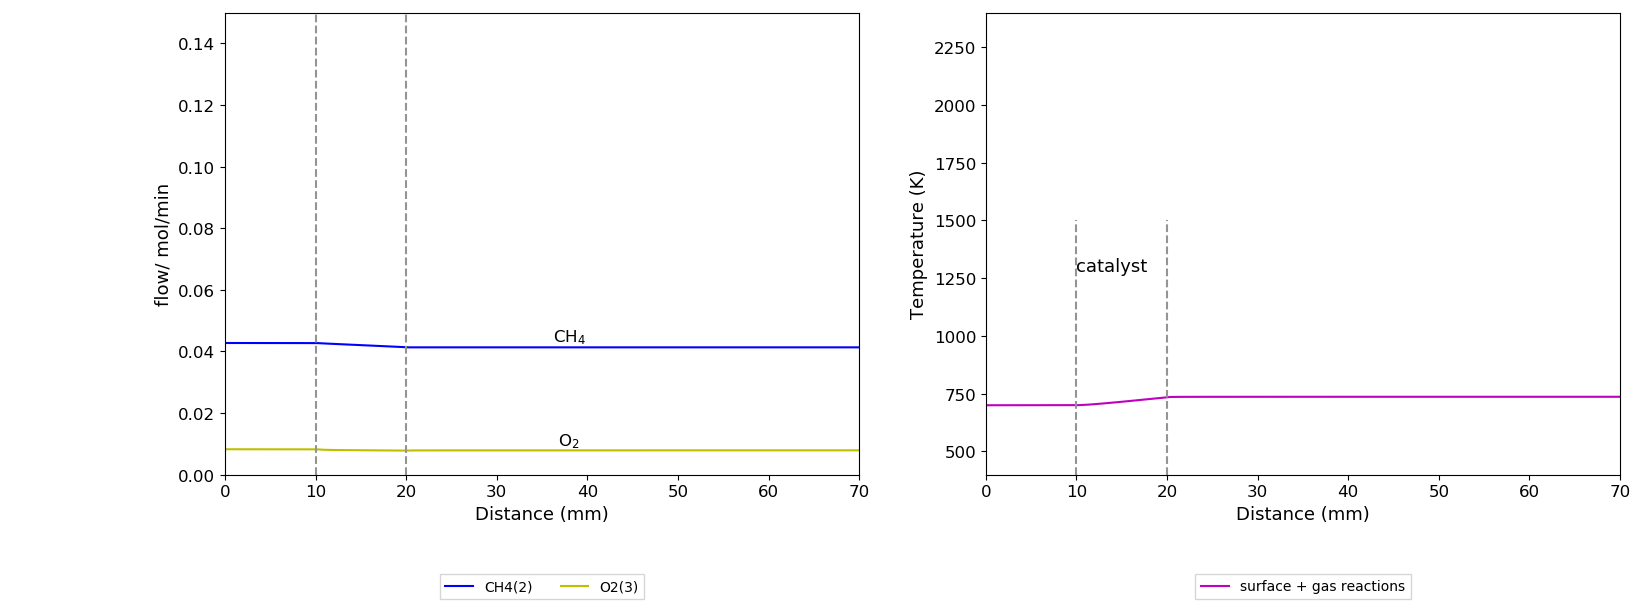 0.14
0.12
0.10
0.08
0.06
0.04
0.02
0.00
flow/ mol/min
CH₄
O₂
0 10 20 30 40 50 60 70
Distance (mm)
CH4(2) O2(3)
2250
2000
1750
1500
1250
1000
750
500
Temperature (K)
catalyst
0 10 20 30 40 50 60 70
Distance (mm)
surface + gas reactions